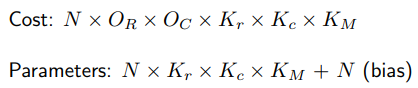 Cost: N × O_R × O_C × K_r × K_c × K_M
Parameters: N × K_r × K_c × K_M + N (bias)